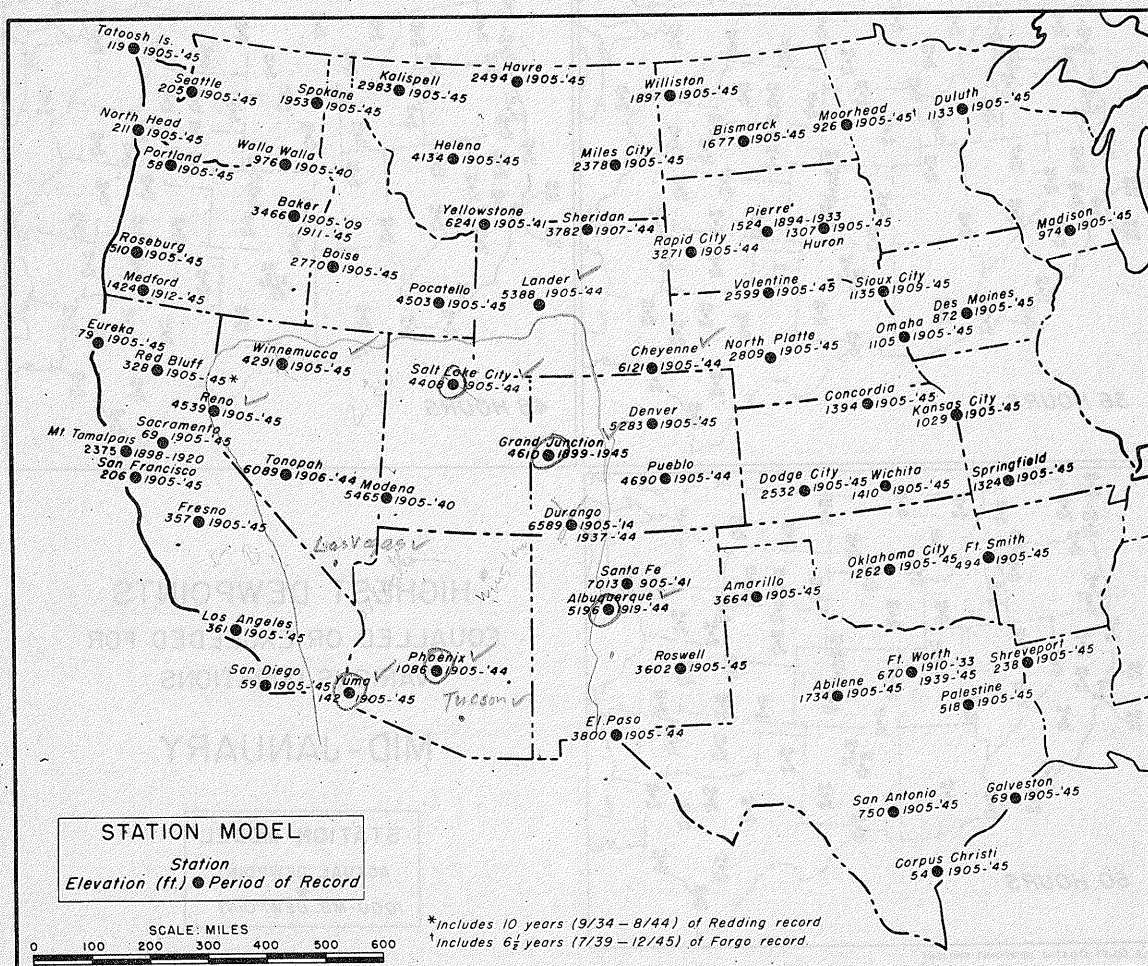 Tatoosh Is.
119 1905-'45
Seattle
205 1905-'45
Spokane
1953 1905-'45
Kalispell
2983 1905-'45
Havre
2494 1905-'45
Williston
1897 1905-'45
Duluth
1133 1905-'45
Moorhead
926 1905-'45†
Bismarck
1677 1905-'45
North Head
211 1905-'45
Portland
58 1905-'45
Walla Walla
976 1905-'40
Helena
4134 1905-'45
Miles City
2378 1905-'45
Baker
3466 1905-'09
1911-'45
Yellowstone
6241 1905-'41
Sheridan
3782 1907-'44
Pierre
1524 1894-1933
1307 1905-'45
Huron
Madison
974 1905-'45
Rapid City
3271 1905-'44
Roseburg
510 1905-'45
Boise
2770 1905-'45
Medford
1424 1912-'45
Pocatello
4503 1905-'45
Lander
5388 1905-'44
Valentine
2599 1905-'45
Sioux City
1135 1909-'45
Des Moines
872 1905-'45
Omaha
1105 1905-'45
Eureka
79 1905-'45
Red Bluff
328 1905-'45*
Winnemucca
4291 1905-'45
Salt Lake City
4408 1905-'44
Cheyenne
6121 1905-'44
North Platte
2809 1905-'45
Reno
4539 1905-'45
Denver
5283 1905-'45
Concordia
1394 1905-'45
Kansas City
1029 1905-'45
Sacramento
69 1905-'45
Mt Tamalpais
2375 1898-1920
San Francisco
206 1905-'45
Grand Junction
4610 1899-1945
Tonopah
6089 1906-'44
Modena
5465 1905-'40
Pueblo
4690 1905-'44
Dodge City
2532 1905-'45
Wichita
1410 1905-'45
Springfield
1324 1905-'45
Fresno
357 1905-'45
Durango
6589 1905-'14
1937-'44
Las Vegas
Oklahoma City
1262 1905-'45
Ft. Smith
494 1905-'45
Santa Fe
7013 905-'41
Albuquerque
5196 1919-'44
Amarillo
3664 1905-'45
Los Angeles
361 1905-'45
San Diego
59 1905-'45
Yuma
142 1905-'45
Phoenix
1086 1905-'44
Tucson
Roswell
3602 1905-'45
Ft. Worth
670 1910-'33
1939-'45
Shreveport
238 1905-'45
Abilene
1734 1905-'45
Palestine
518 1905-'45
El Paso
3800 1905-'44
San Antonio
750 1905-'45
Galveston
69 1905-'45
Corpus Christi
54 1905-'45
STATION MODEL
Station
Elevation (ft.) Period of Record
SCALE: MILES
0 100 200 300 400 500 600
*Includes 10 years (9/34 – 8/44) of Redding record
†Includes 6½ years (7/39 – 12/45) of Fargo record
HIGHEST DEWPOINTS
EQUALLED OR EXCEEDED FOR
MID-JANUARY
36 HOURS
48 HOURS
60 HOURS